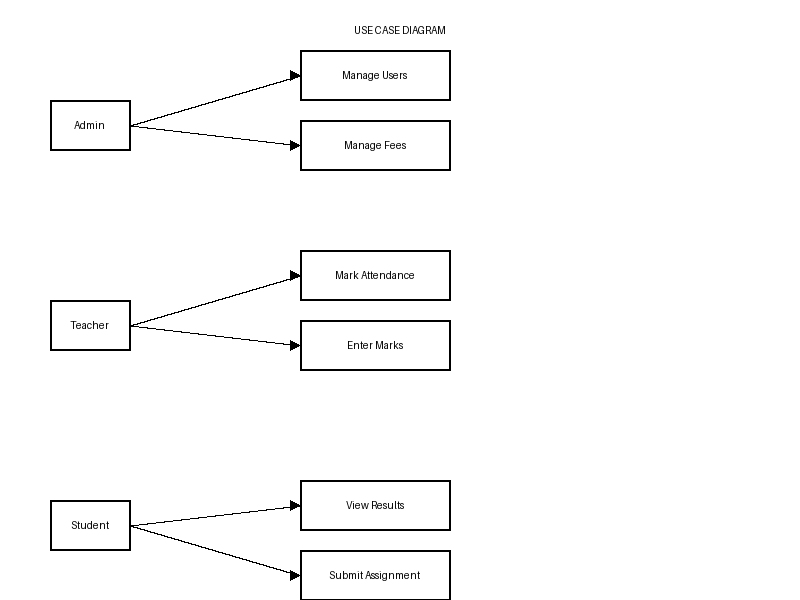 USE CASE DIAGRAM
Manage Users
Admin
Manage Fees
Mark Attendance
Teacher
Enter Marks
View Results
Student
Submit Assignment